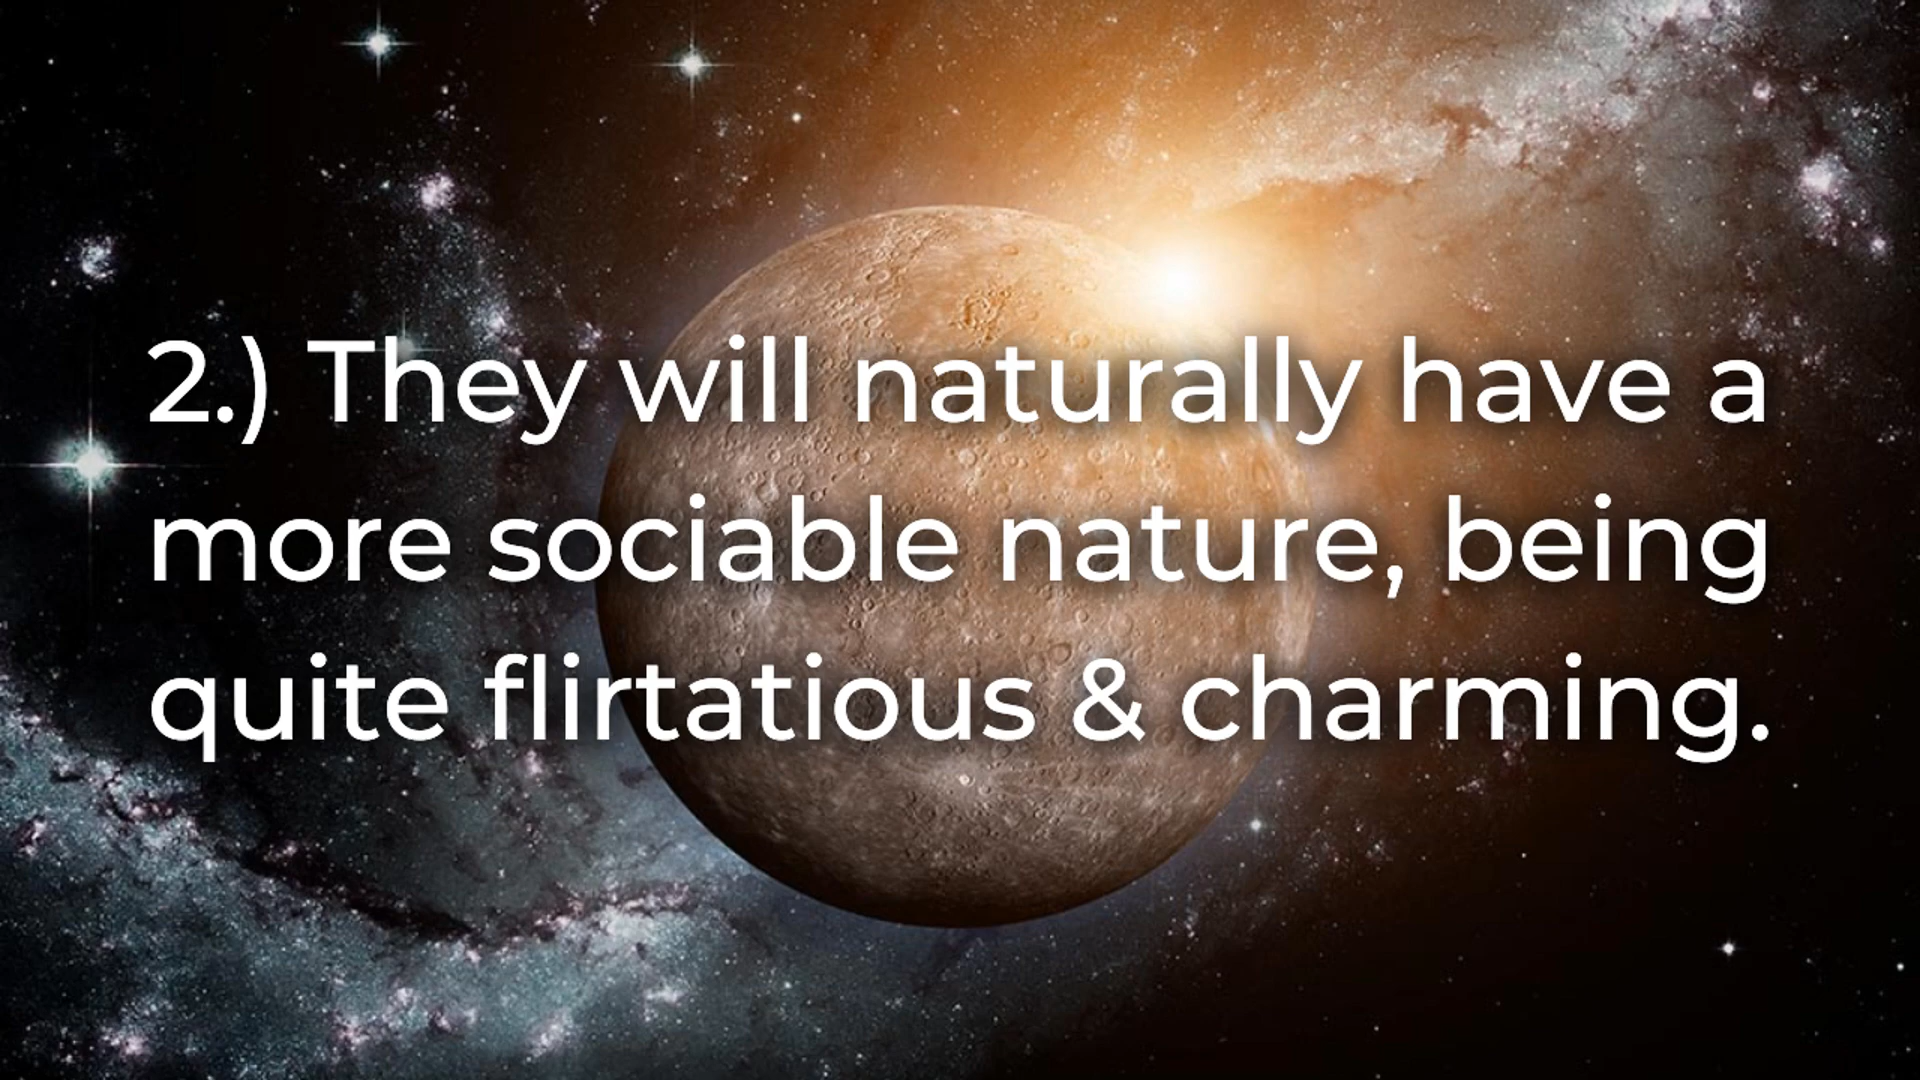 2.) They will naturally have a
more sociable nature, being
quite flirtatious & charming.